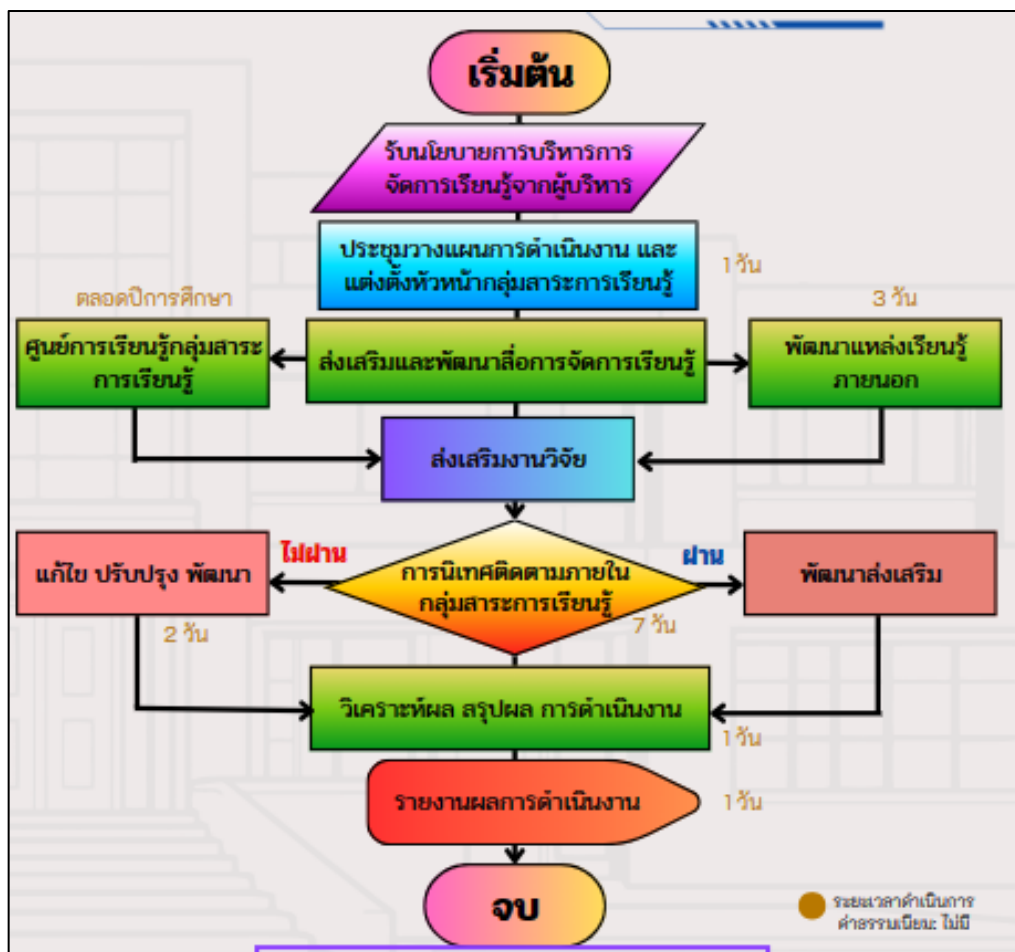 เริ่มต้น
รับนโยบายการบริหารการ
จัดการเรียนรู้จากผู้บริหาร
ประชุมวางแผนการดำเนินงาน และ
แต่งตั้งหัวหน้ากลุ่มสาระการเรียนรู้
1 วัน
ตลอดปีการศึกษา
3 วัน
ศูนย์การเรียนรู้กลุ่มสาระ
การเรียนรู้
ส่งเสริมและพัฒนาสื่อการจัดการเรียนรู้
พัฒนาแหล่งเรียนรู้
ภายนอก
ส่งเสริมงานวิจัย
ไม่ผ่าน
ผ่าน
แก้ไข ปรับปรุง พัฒนา
การนิเทศติดตามภายใน
กลุ่มสาระการเรียนรู้
พัฒนาส่งเสริม
2 วัน
7 วัน
วิเคราะห์ผล สรุปผล การดำเนินงาน
1 วัน
รายงานผลการดำเนินงาน
1 วัน
จบ
ระยะเวลาดำเนินการ
ค่าธรรมเนียม: ไม่มี